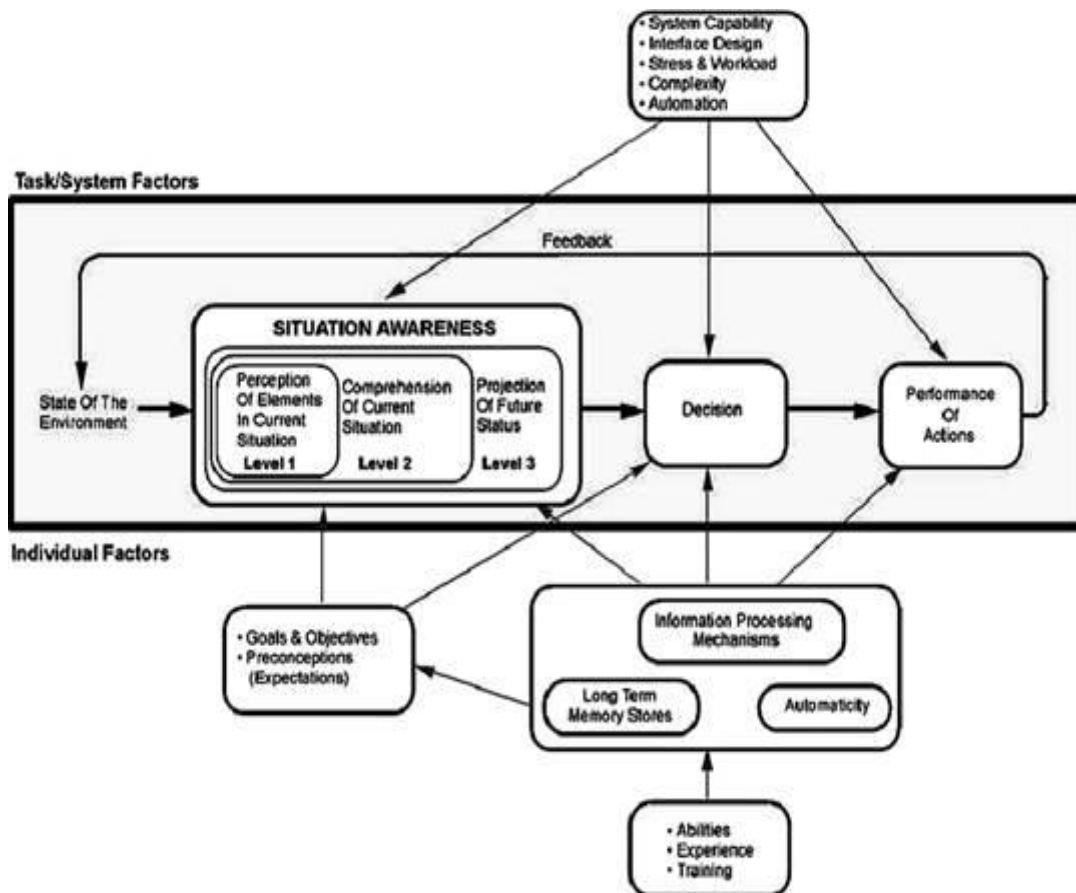 • System Capability
• Interface Design
• Stress & Workload
• Complexity
• Automation
Task/System Factors
Feedback
SITUATION AWARENESS
State Of The
Environment
Perception
Of Elements
In Current
Situation
Level 1
Comprehension
Of Current
Situation
Level 2
Projection
Of Future
Status
Level 3
Decision
Performance
Of
Actions
Individual Factors
• Goals & Objectives
• Preconceptions
(Expectations)
Information Processing
Mechanisms
Long Term
Memory Stores
Automaticity
• Abilities
• Experience
• Training